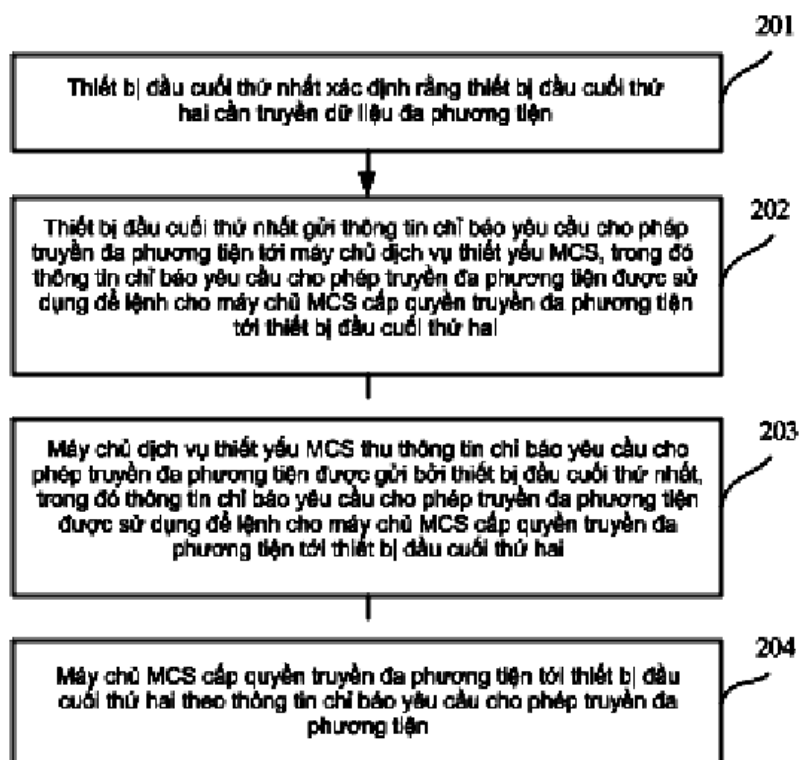 201
Thiết bị đầu cuối thứ nhất xác định rằng thiết bị đầu cuối thứ
hai cần truyền dữ liệu đa phương tiện
202
Thiết bị đầu cuối thứ nhất gửi thông tin chỉ báo yêu cầu cho phép
truyền đa phương tiện tới máy chủ dịch vụ thiết yếu MCS, trong đó
thông tin chỉ báo yêu cầu cho phép truyền đa phương tiện được sử
dụng để lệnh cho máy chủ MCS cấp quyền truyền đa phương tiện
tới thiết bị đầu cuối thứ hai
203
Máy chủ dịch vụ thiết yếu MCS thu thông tin chỉ báo yêu cầu cho
phép truyền đa phương tiện được gửi bởi thiết bị đầu cuối thứ nhất,
trong đó thông tin chỉ báo yêu cầu cho phép truyền đa phương tiện
được sử dụng để lệnh cho máy chủ MCS cấp quyền truyền đa
phương tiện tới thiết bị đầu cuối thứ hai
204
Máy chủ MCS cấp quyền truyền đa phương tiện tới thiết bị đầu
cuối thứ hai theo thông tin chỉ báo yêu cầu cho phép truyền đa
phương tiện